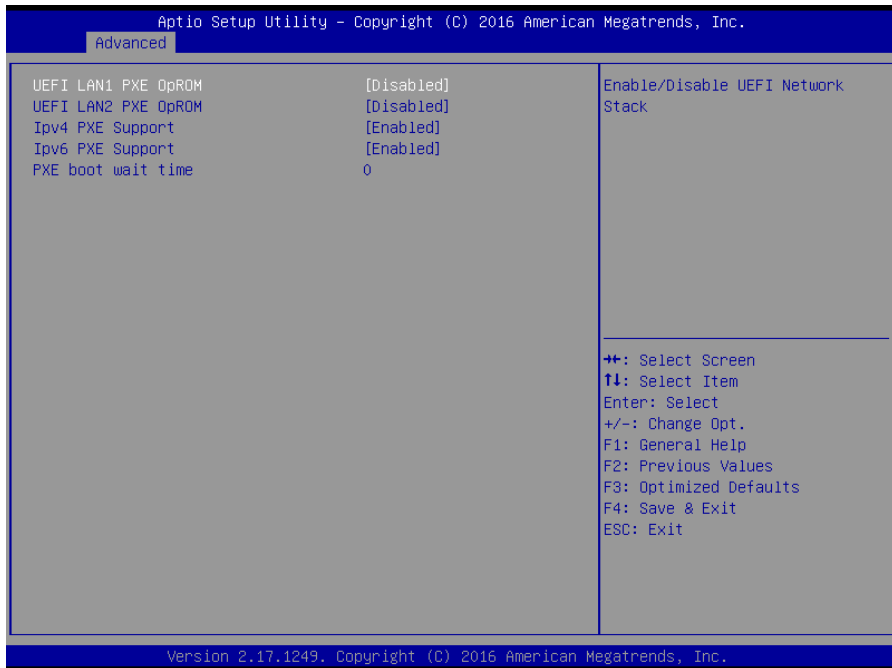 Aptio Setup Utility – Copyright (C) 2016 American Megatrends, Inc.
Advanced
UEFI LAN1 PXE OpROM [Disabled]
UEFI LAN2 PXE OpROM [Disabled]
Ipv4 PXE Support [Enabled]
Ipv6 PXE Support [Enabled]
PXE boot wait time 0
Enable/Disable UEFI Network
Stack
→←: Select Screen
↑↓: Select Item
Enter: Select
+/-: Change Opt.
F1: General Help
F2: Previous Values
F3: Optimized Defaults
F4: Save & Exit
ESC: Exit
Version 2.17.1249. Copyright (C) 2016 American Megatrends, Inc.